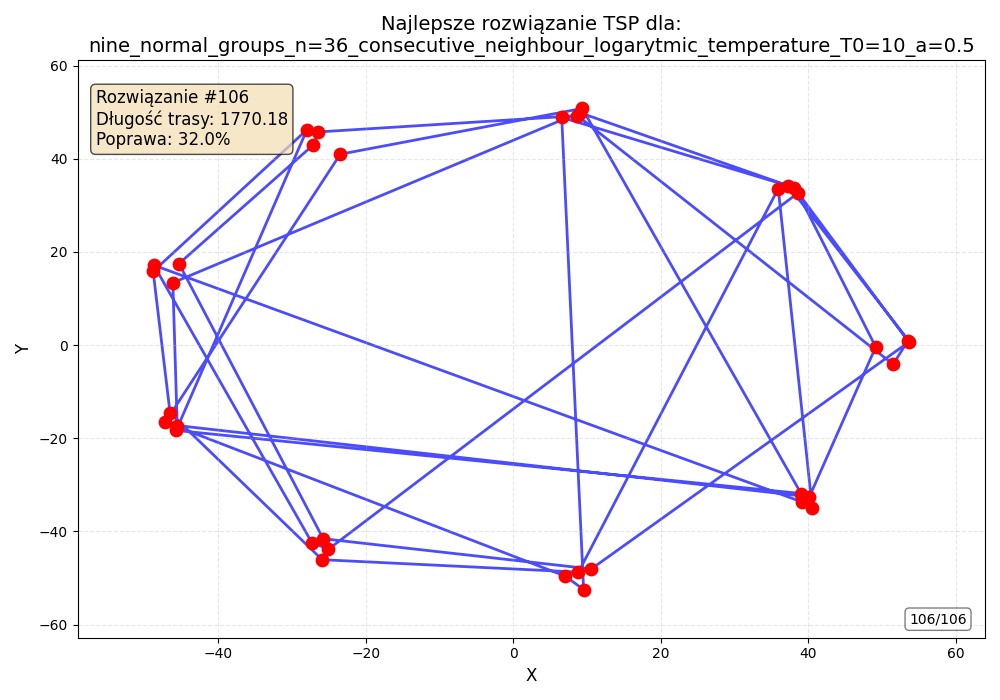 Najlepsze rozwiązanie TSP dla:
nine_normal_groups_n=36_consecutive_neighbour_logarytmic_temperature_T0=10_a=0.5
Rozwiązanie #106
Długość trasy: 1770.18
Poprawa: 32.0%
60
40
20
0
−20
−40
−60
Y
−40
−20
0
20
40
60
X
106/106